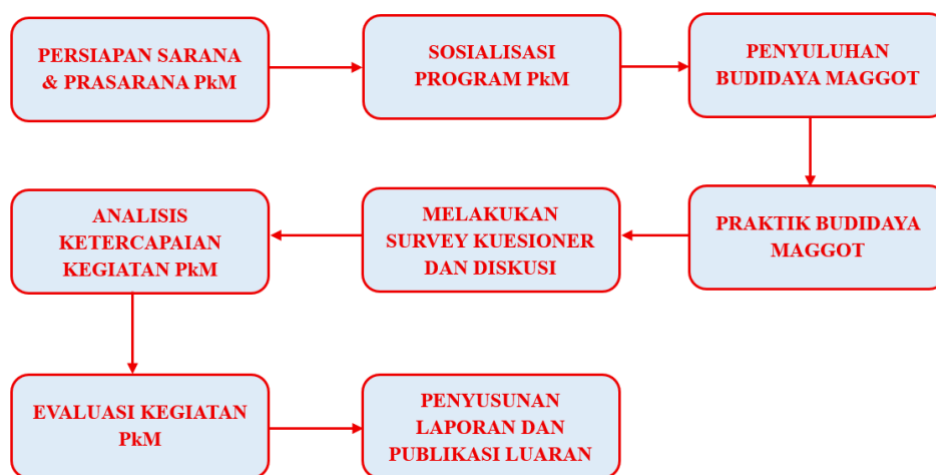 PERSIAPAN SARANA
& PRASARANA PkM
SOSIALISASI
PROGRAM PkM
PENYULUHAN
BUDIDAYA MAGGOT
PRAKTIK BUDIDAYA
MAGGOT
MELAKUKAN
SURVEY KUESIONER
DAN DISKUSI
ANALISIS
KETERCAPAIAN
KEGIATAN PkM
EVALUASI KEGIATAN
PkM
PENYUSUNAN
LAPORAN DAN
PUBLIKASI LUARAN